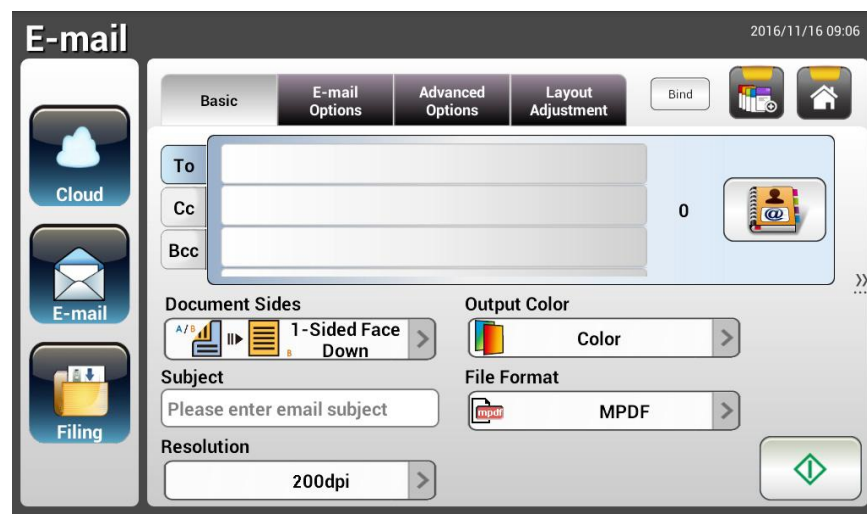 E-mail
2016/11/16 09:06
Basic
E-mail
Options
Advanced
Options
Layout
Adjustment
Bind
Cloud
E-mail
Filing
To
Cc
Bcc
0
@
Document Sides
A/B
B
1-Sided Face
Down
Output Color
Color
Subject
Please enter email subject
File Format
mpdf
MPDF
Resolution
200dpi